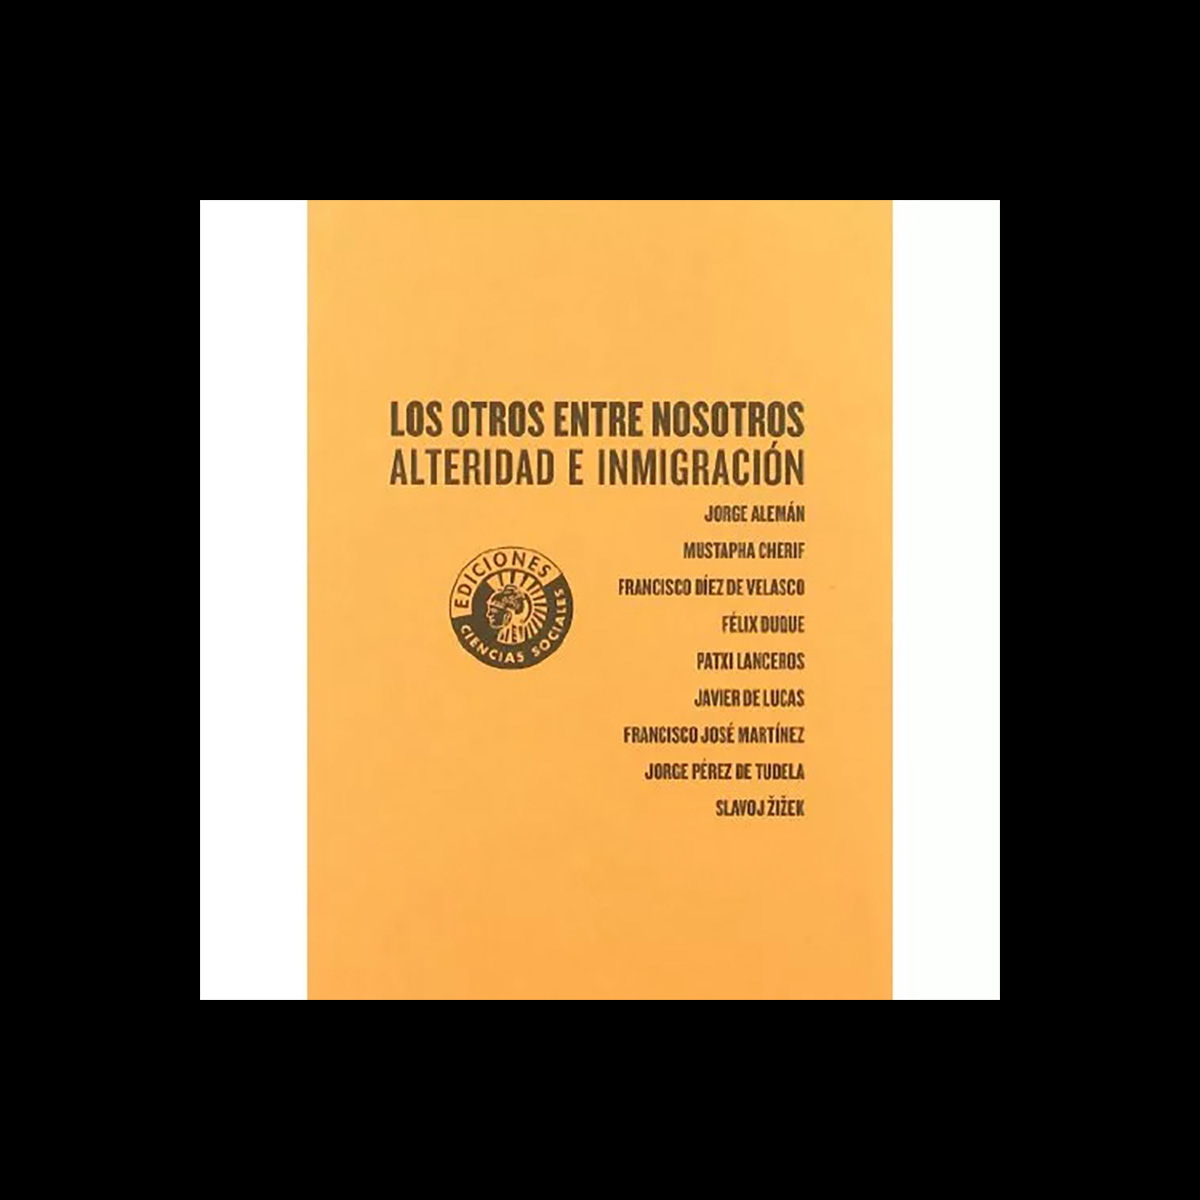 LOS OTROS ENTRE NOSOTROS
ALTERIDAD E INMIGRACIÓN
JORGE ALEMÁN
MUSTAPHA CHERIF
FRANCISCO DÍEZ DE VELASCO
FÉLIX DUQUE
PATXI LANCEROS
JAVIER DE LUCAS
FRANCISCO JOSÉ MARTÍNEZ
JORGE PÉREZ DE TUDELA
SLAVOJ ŽIŽEK
EDICIONES
CIENCIAS SOCIALES